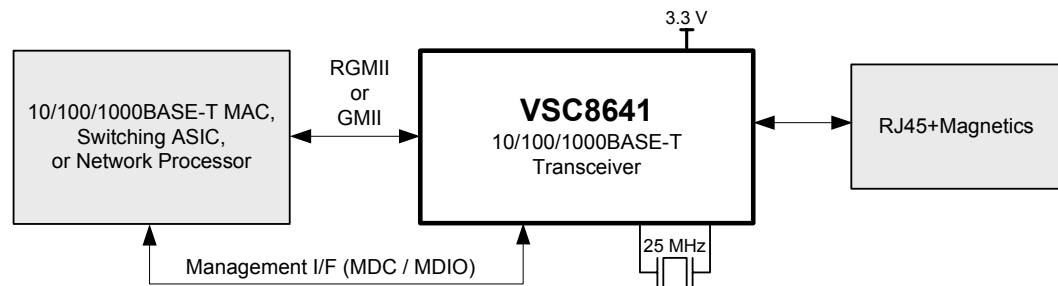 3.3 V
10/100/1000BASE-T MAC,
Switching ASIC,
or Network Processor
RGMII
or
GMII
VSC8641
10/100/1000BASE-T
Transceiver
RJ45+Magnetics
25 MHz
Management I/F (MDC / MDIO)